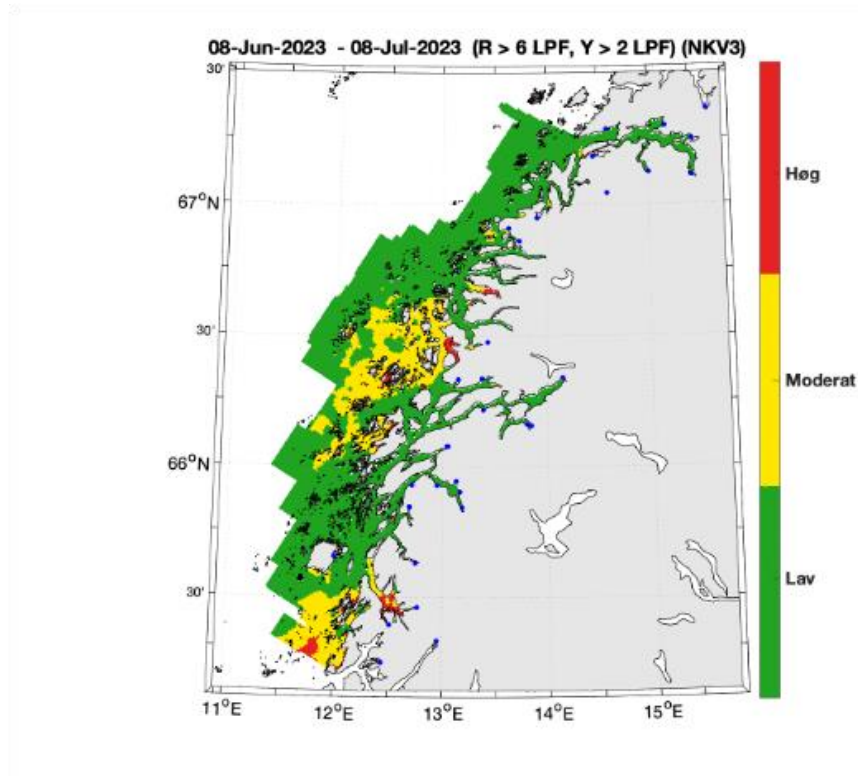 08-Jun-2023 - 08-Jul-2023 (R > 6 LPF, Y > 2 LPF) (NKV3)
30'
Høg
67°N
30'
Moderat
66°N
Lav
30'
11°E 12°E 13°E 14°E 15°E